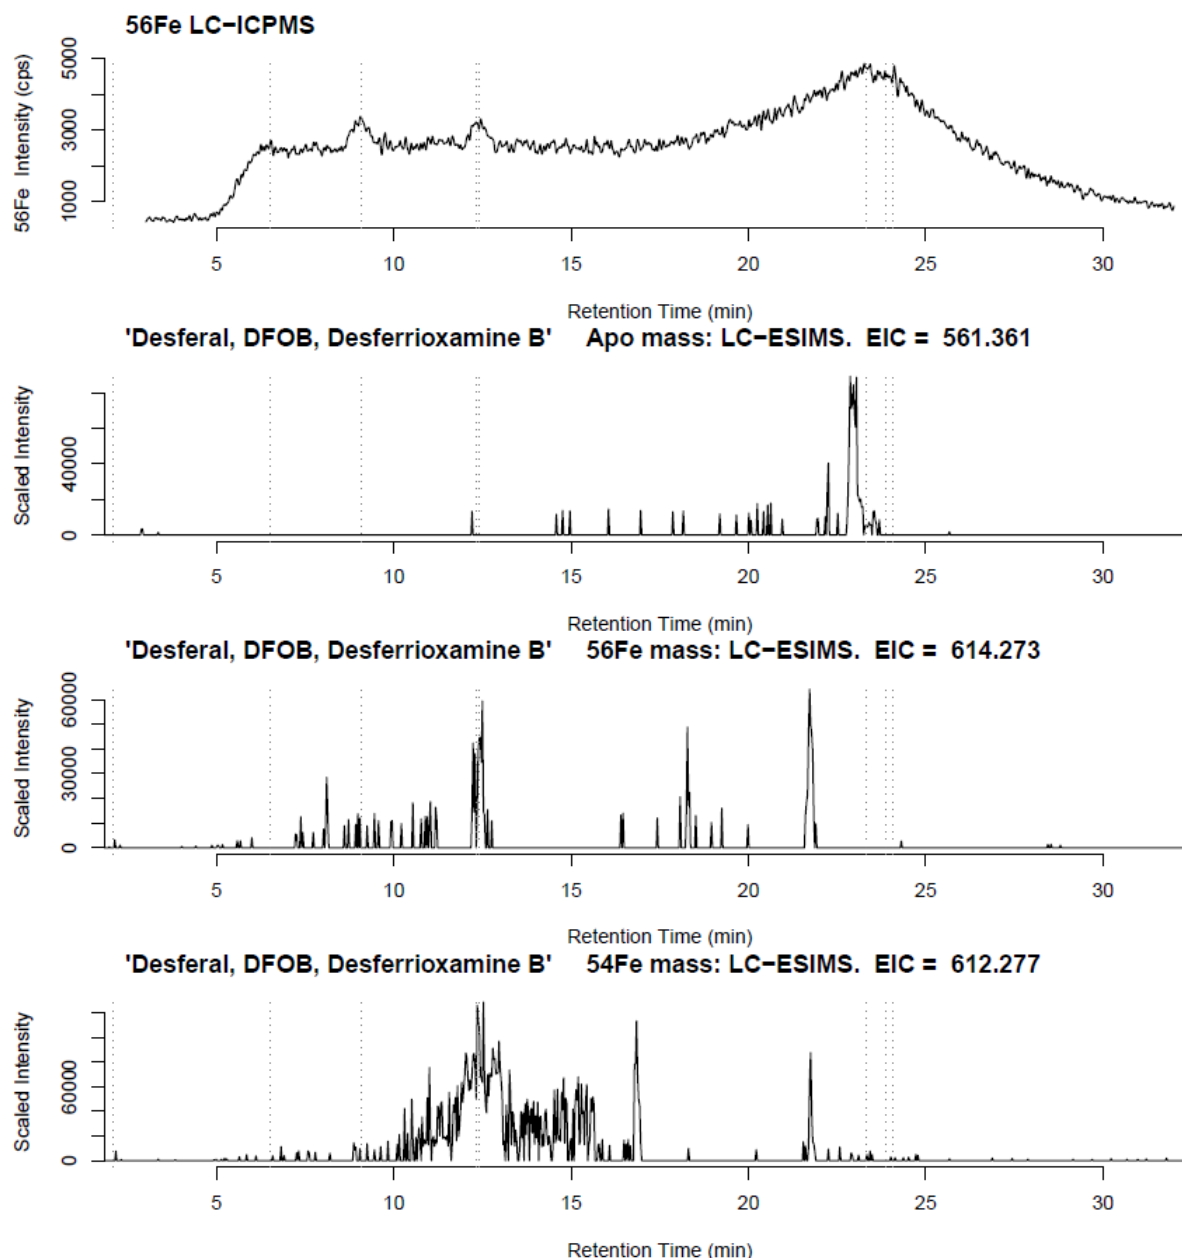 56Fe LC−ICPMS
56Fe Intensity (cps)
5000
3000
1000
5 10 15 20 25 30
Retention Time (min)
'Desferal, DFOB, Desferrioxamine B' Apo mass: LC−ESIMS. EIC = 561.361
Scaled Intensity
40000
0
5 10 15 20 25 30
Retention Time (min)
'Desferal, DFOB, Desferrioxamine B' 56Fe mass: LC−ESIMS. EIC = 614.273
Scaled Intensity
60000
30000
0
5 10 15 20 25 30
Retention Time (min)
'Desferal, DFOB, Desferrioxamine B' 54Fe mass: LC−ESIMS. EIC = 612.277
Scaled Intensity
60000
0
5 10 15 20 25 30
Retention Time (min)